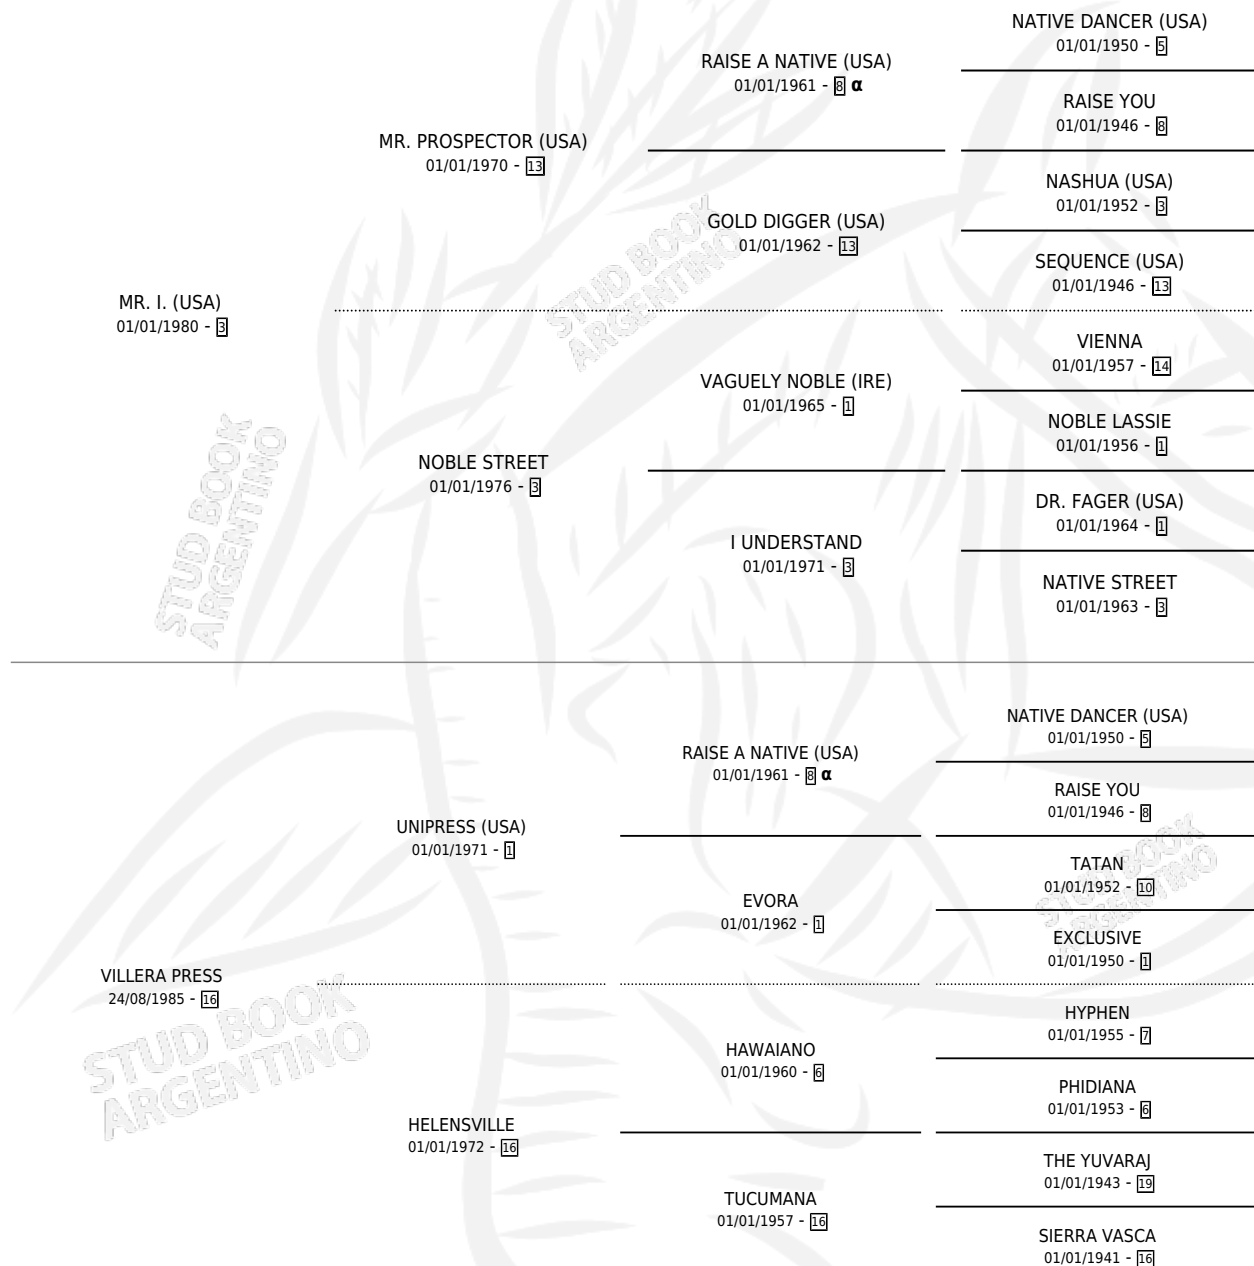 NATIVE DANCER (USA)
01/01/1950 - 5
RAISE A NATIVE (USA)
01/01/1961 - 8 α
RAISE YOU
01/01/1946 - 8
MR. PROSPECTOR (USA)
01/01/1970 - 13
NASHUA (USA)
01/01/1952 - 3
GOLD DIGGER (USA)
01/01/1962 - 13
SEQUENCE (USA)
01/01/1946 - 13
MR. I. (USA)
01/01/1980 - 3
VIENNA
01/01/1957 - 14
VAGUELY NOBLE (IRE)
01/01/1965 - 1
NOBLE LASSIE
01/01/1956 - 1
NOBLE STREET
01/01/1976 - 3
DR. FAGER (USA)
01/01/1964 - 1
I UNDERSTAND
01/01/1971 - 3
NATIVE STREET
01/01/1963 - 3
NATIVE DANCER (USA)
01/01/1950 - 5
RAISE A NATIVE (USA)
01/01/1961 - 8 α
RAISE YOU
01/01/1946 - 8
UNIPRESS (USA)
01/01/1971 - 1
TATAN
01/01/1952 - 10
EVORA
01/01/1962 - 1
EXCLUSIVE
01/01/1950 - 1
VILLERA PRESS
24/08/1985 - 16
HYPHEN
01/01/1955 - 7
HAWAIANO
01/01/1960 - 6
PHIDIANA
01/01/1953 - 6
HELENSVILLE
01/01/1972 - 16
THE YUVARAJ
01/01/1943 - 19
TUCUMANA
01/01/1957 - 16
SIERRA VASCA
01/01/1941 - 16
STUD BOOK
ARGENTINO
STUD BOOK
ARGENTINO
STUD BOOK
ARGENTINO
STUD BOOK
ARGENTINO